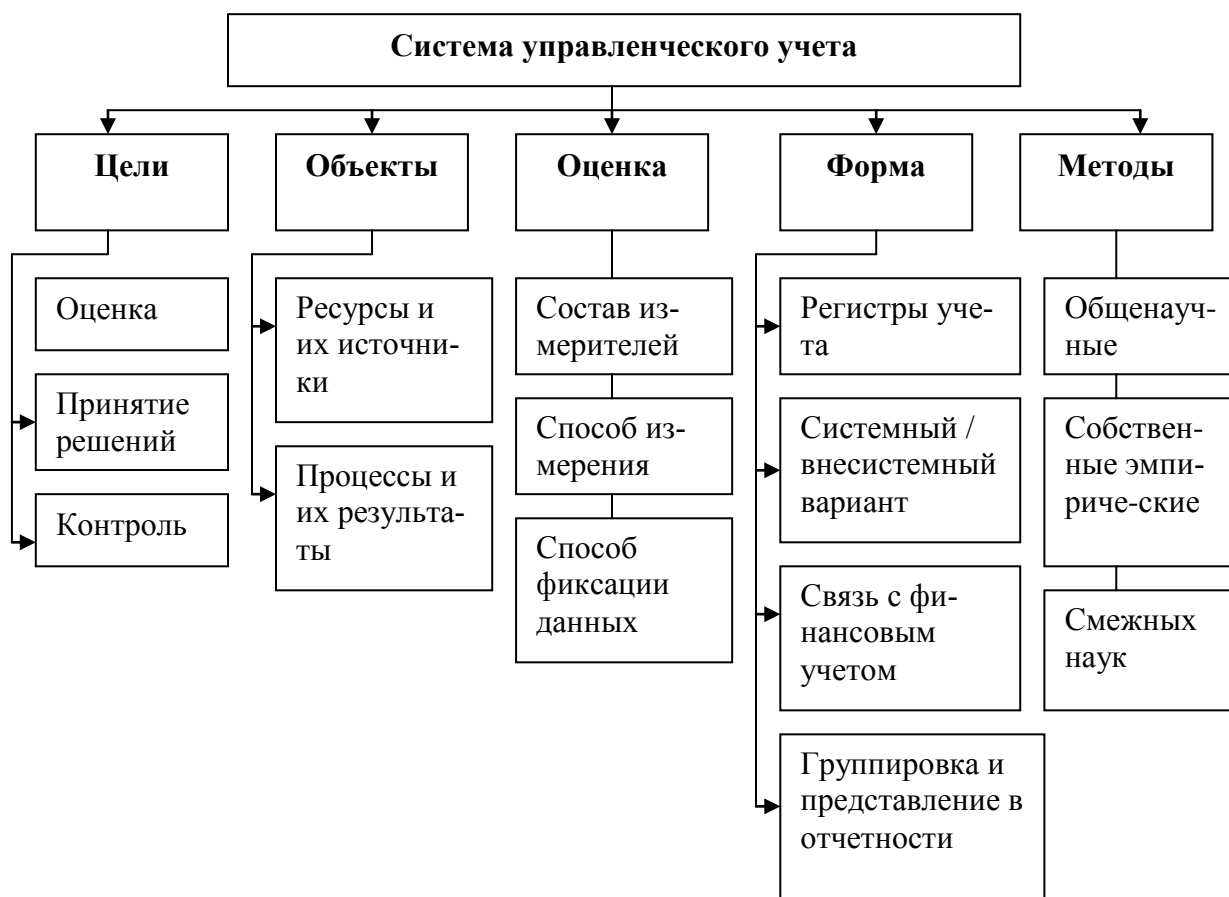 Система управленческого учета
Цели
Объекты
Оценка
Форма
Методы
Оценка
Принятие
решений
Контроль
Ресурсы и
их источни-
ки
Процессы и
их результа-
ты
Состав из-
мерителей
Способ из-
мерения
Способ
фиксации
данных
Регистры уче-
та
Системный /
внесистемный
вариант
Связь с фи-
нансовым
учетом
Группировка и
представление в
отчетности
Общенауч-
ные
Собствен-
ные эмпи-
риче-ские
Смежных
наук